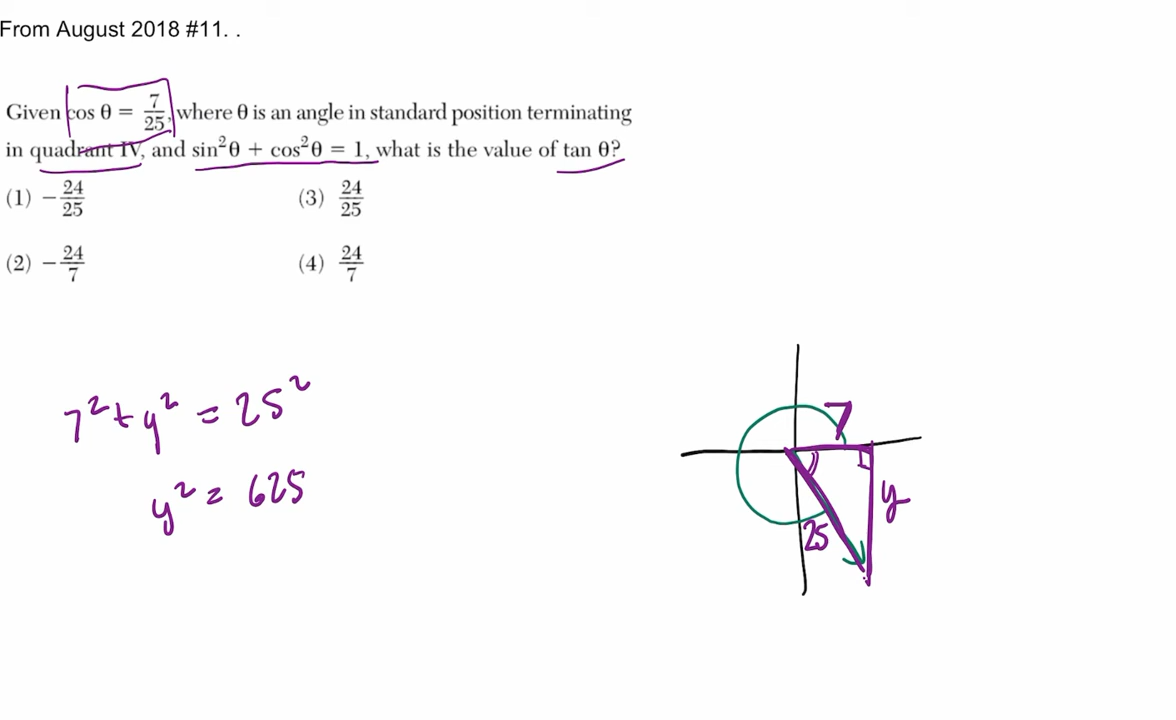 From August 2018 #11. .
Given cos θ = 7/25, where θ is an angle in standard position terminating
in quadrant IV, and sin²θ + cos²θ = 1, what is the value of tan θ?
(1) −24/25 (3) 24/25
(2) −24/7 (4) 24/7
7² + y² = 25²
y² = 625
7
y
25